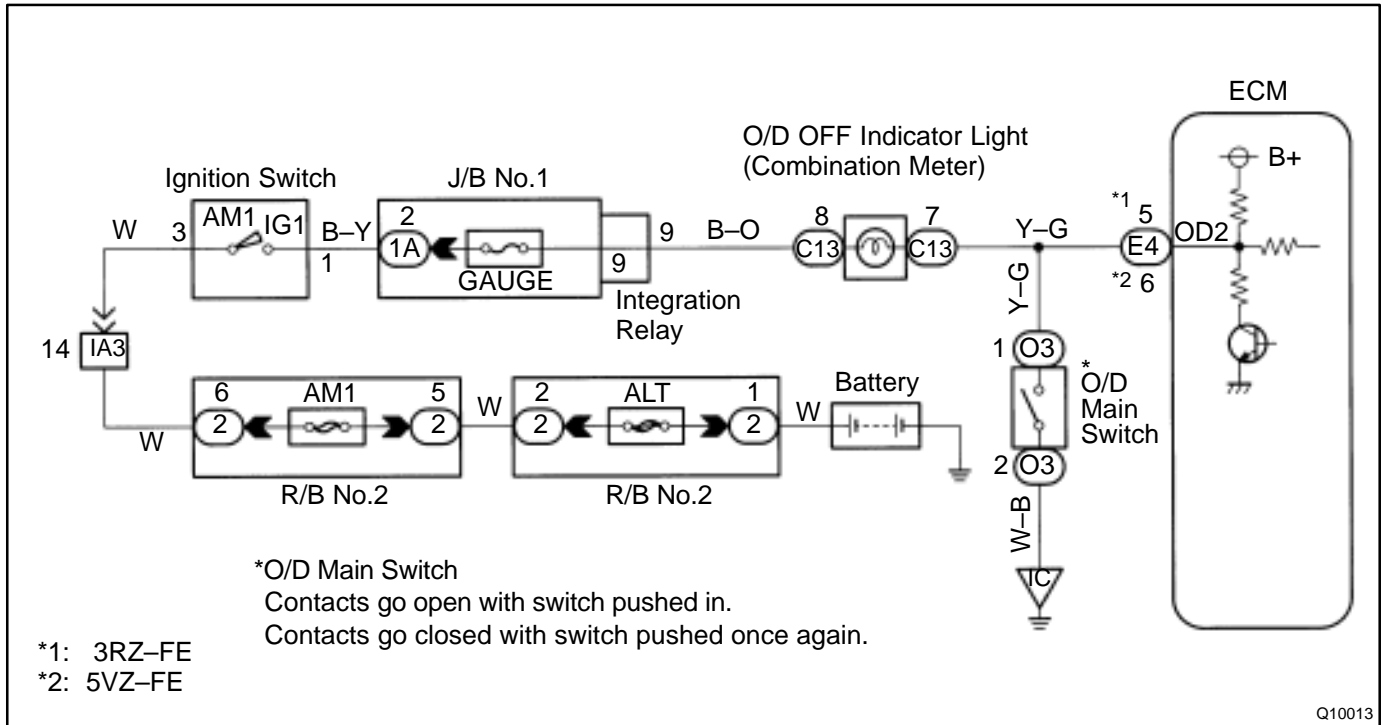 ECM
B+
O/D OFF Indicator Light
(Combination Meter)
Ignition Switch
J/B No.1
W
3
AM1
IG1
B–Y
1
2
1A
GAUGE
9
9
Integration
Relay
B–O
8
C13
7
C13
Y–G
*1 5
E4
*2 6
OD2
Y–G
1 O3
*
O/D
Main
Switch
2 O3
W–B
IC
14 IA3
W
6
2
AM1
5
2
R/B No.2
W
2
2
ALT
1
2
R/B No.2
W
Battery
*O/D Main Switch
Contacts go open with switch pushed in.
Contacts go closed with switch pushed once again.
*1: 3RZ–FE
*2: 5VZ–FE
Q10013